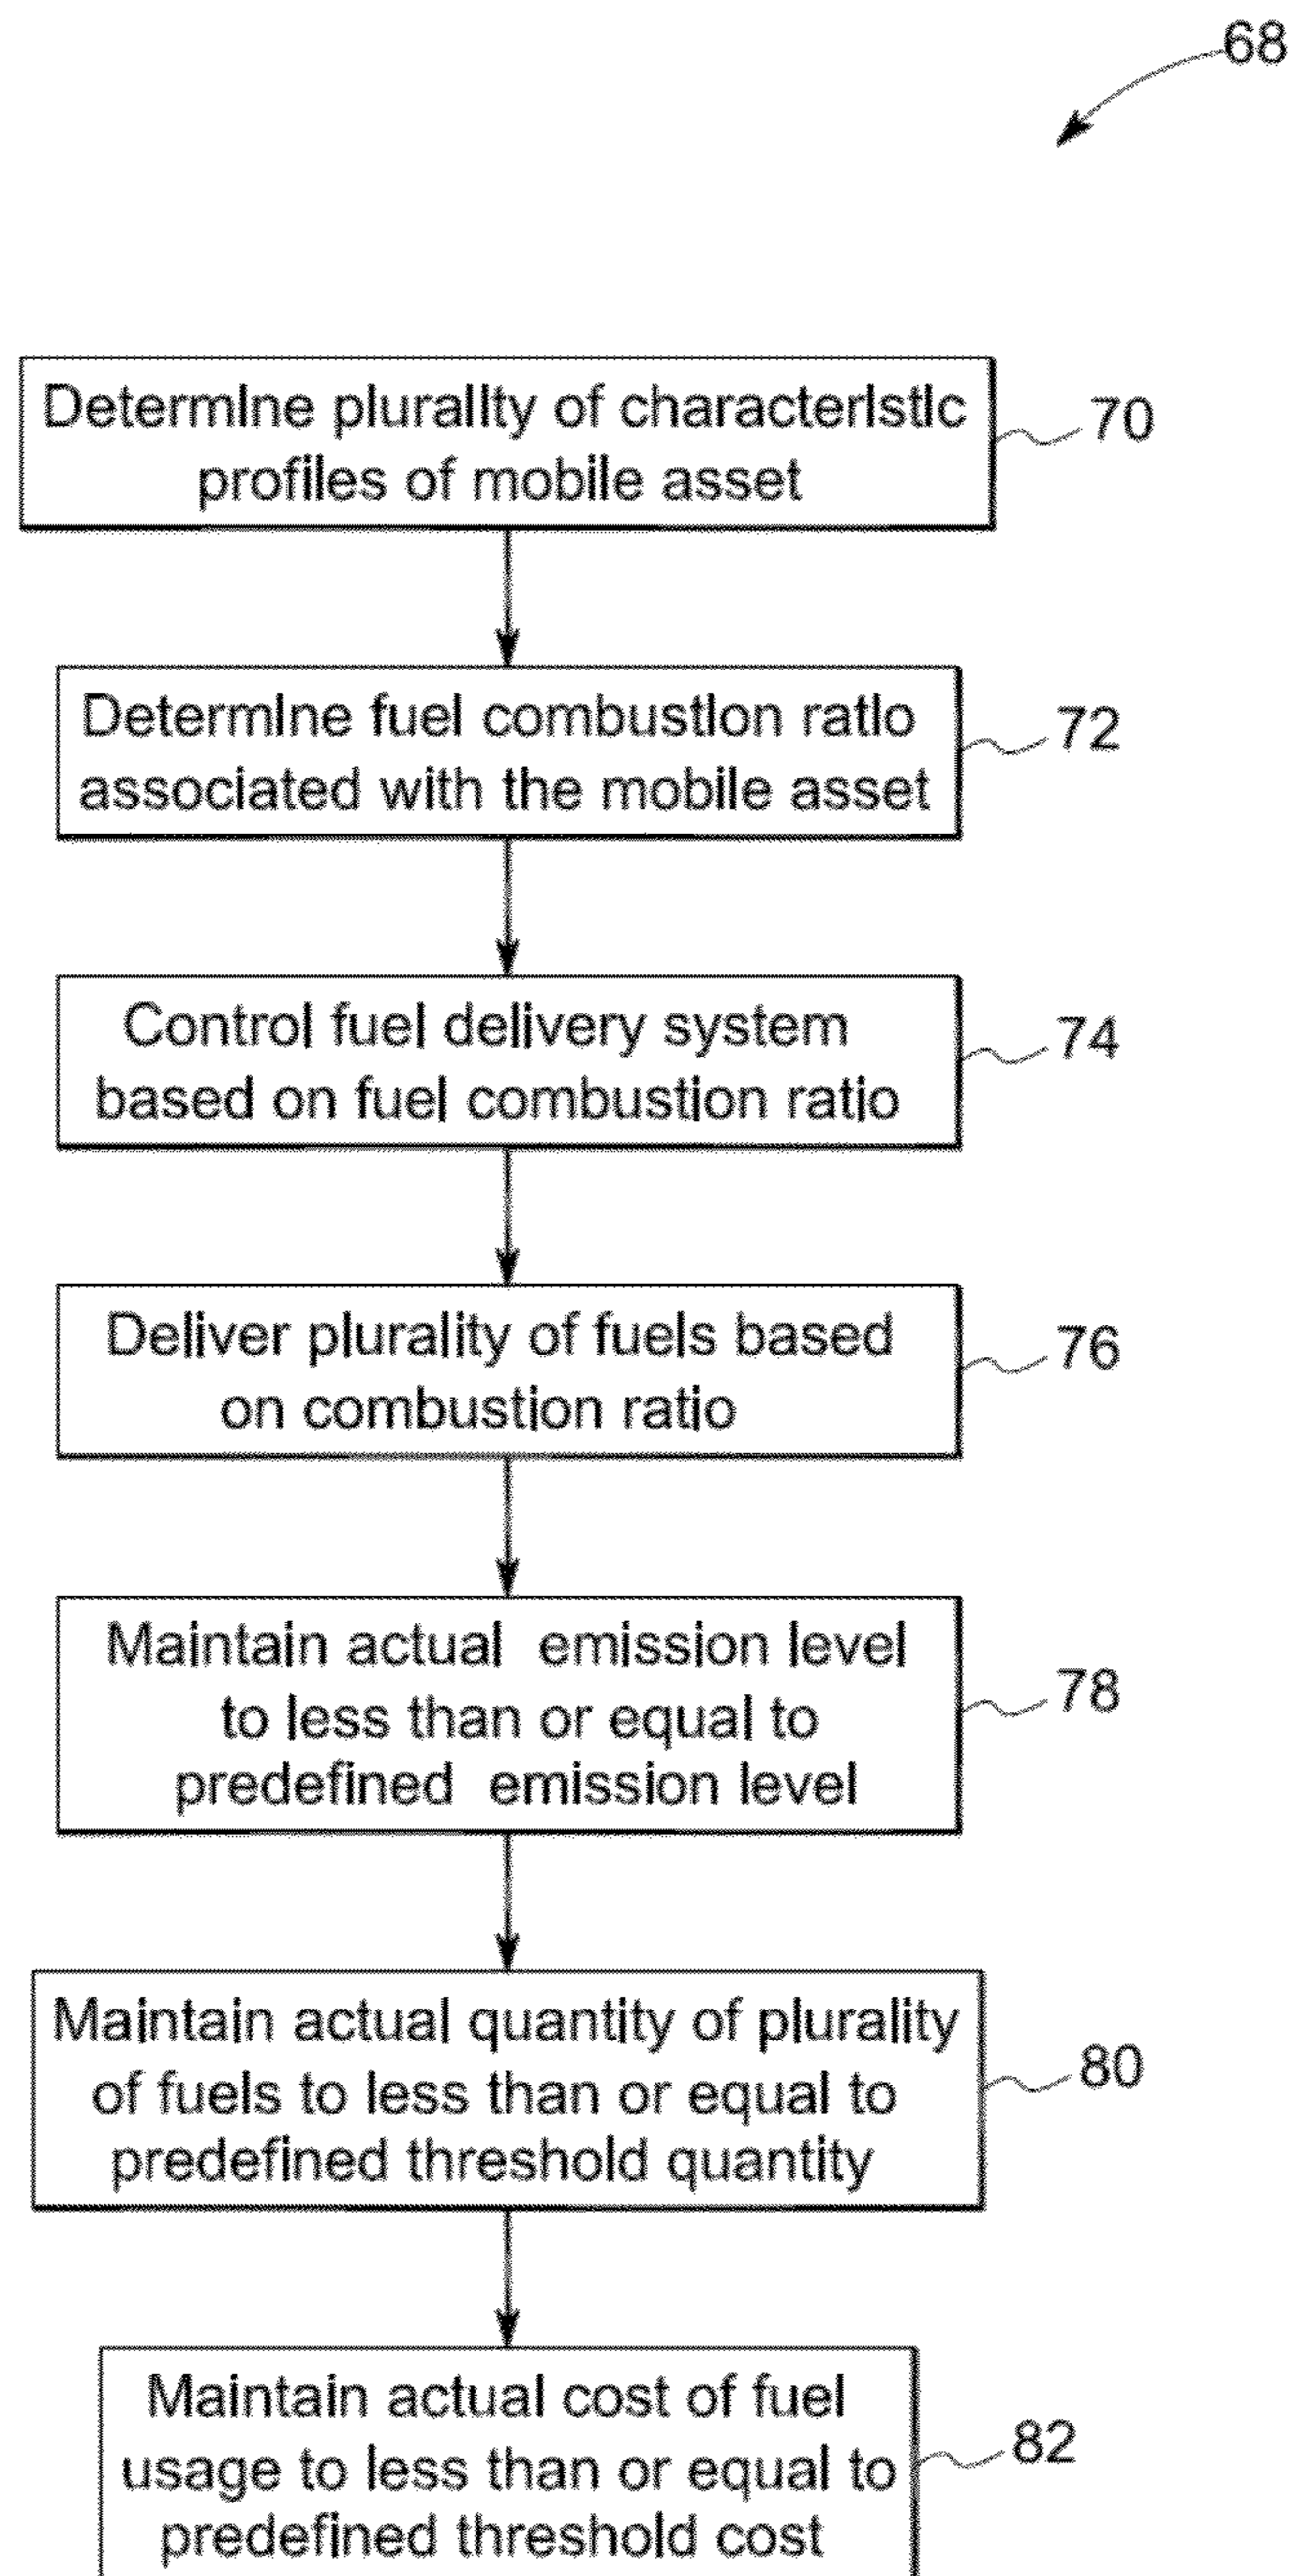 68
Determine plurality of characteristic
profiles of mobile asset
70
Determine fuel combustion ratio
associated with the mobile asset
72
Control fuel delivery system
based on fuel combustion ratio
74
Deliver plurality of fuels based
on combustion ratio
76
Maintain actual emission level
to less than or equal to
predefined emission level
78
Maintain actual quantity of plurality
of fuels to less than or equal to
predefined threshold quantity
80
Maintain actual cost of fuel
usage to less than or equal to
predefined threshold cost
82